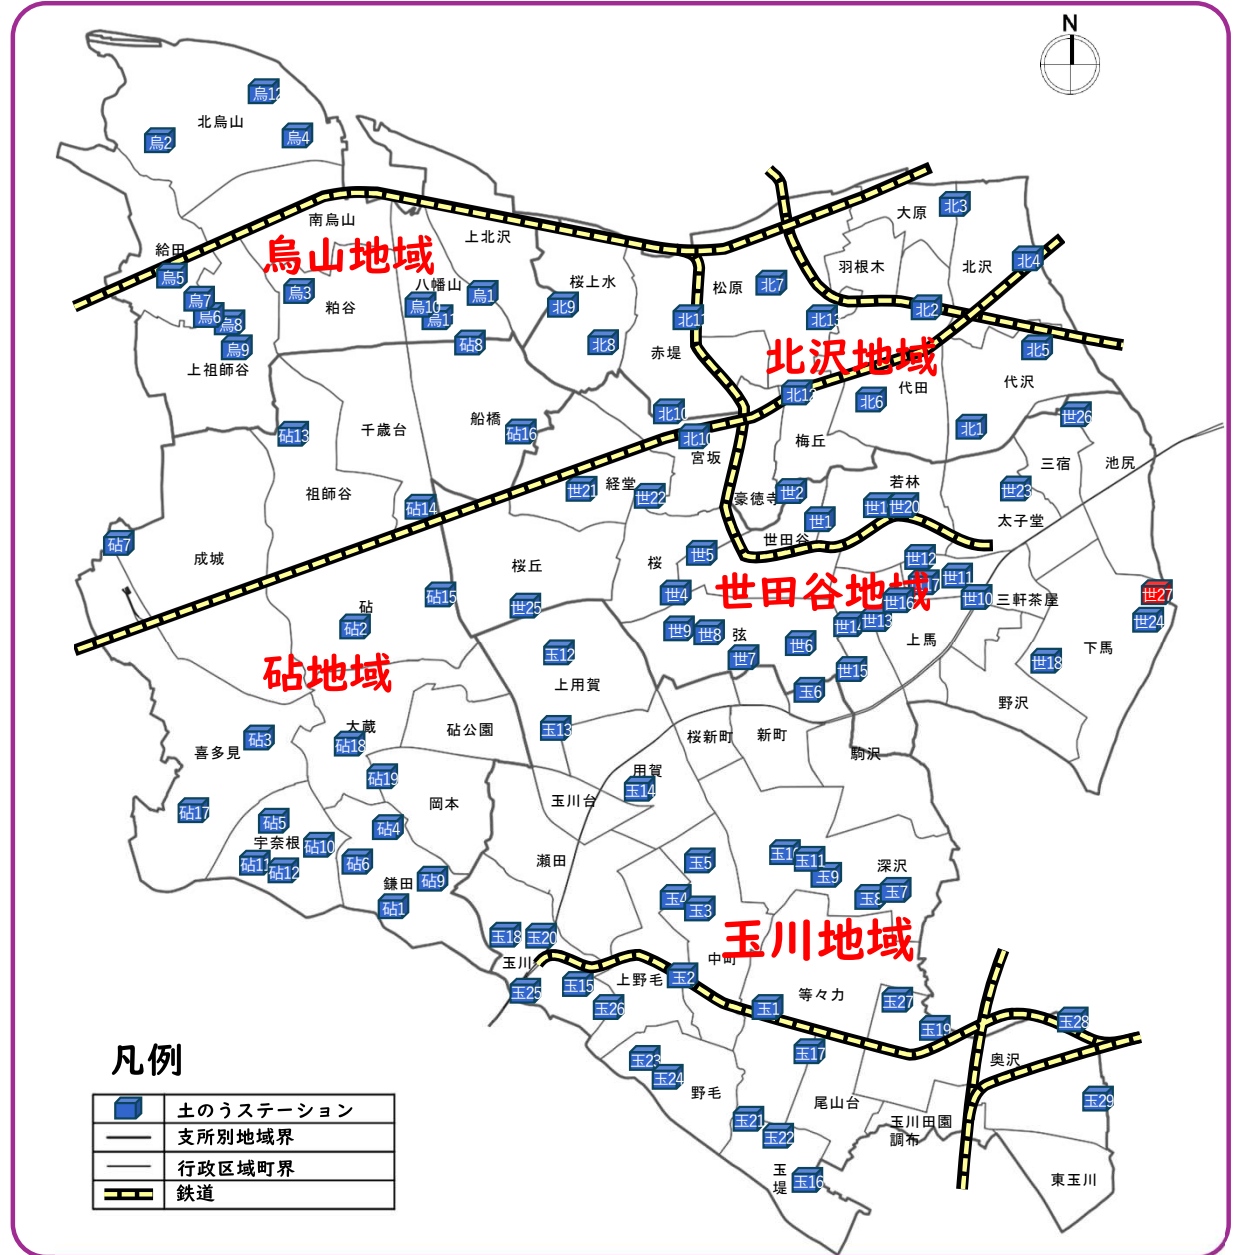 N
烏12
北烏山
烏2
烏4
北3
大原
南烏山
上北沢
給田
烏山地域
北4
羽根木
北沢
烏5
八幡山
桜上水
松原
北7
烏3
烏1
烏7
烏10
粕谷
北9
北2
烏6
烏8
烏11
砧8
北8
赤堤
烏9
上祖師谷
北沢地域
北5
代田
代沢
北6
北10
船橋
千歳台
砧16
砧13
北10
宮坂
梅丘
北1
世26
三宿
池尻
祖師谷
世21
経堂
世22
豪徳寺
世2
若林
世23
砧14
世20
世1
太子堂
砧7
成城
世田谷
世5
桜
桜丘
世12
世11
世田谷地域
世4
砧15
世25
世16
世10
三軒茶屋
世27
砧
砧2
世9
世8
弦
世14
世13
上馬
世24
下馬
世6
世7
世18
世15
玉12
砧地域
上用賀
玉6
野沢
大蔵
砧公園
玉13
砧3
砧18
喜多見
桜新町
新町
駒沢
砧19
用賀
玉14
岡本
玉川台
砧17
砧5
砧4
宇奈根
砧10
砧11
砧12
砧6
瀬田
玉5
玉11
玉9
深沢
鎌田
砧9
砧1
玉4
玉3
玉8
玉7
玉18
玉20
玉川地域
玉川
中町
上野毛
玉2
玉25
玉15
玉26
等々力
玉1
玉27
玉19
玉28
凡例
玉23
玉17
奥沢
玉24
野毛
玉29
土のうステーション
尾山台
玉21
玉川田園
調布
支所別地域界
玉22
行政区域町界
玉
堤
玉16
東玉川
鉄道